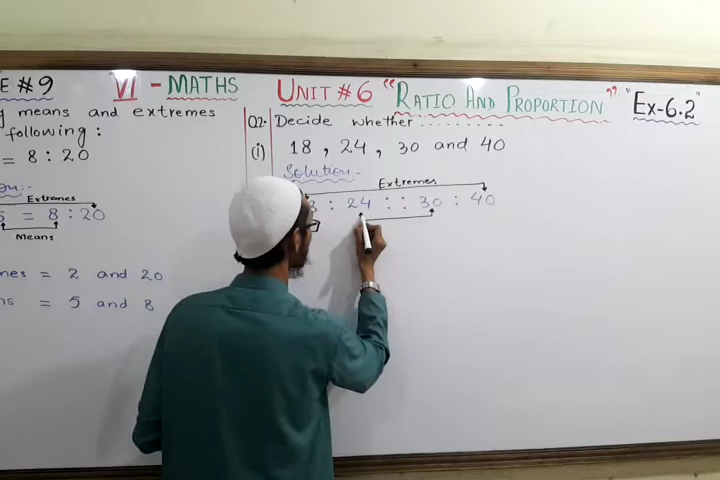 E #9 VI - MATHS UNIT # 6 "RATIO AND PROPORTION" "Ex-6.2"
means and extremes
following :
= 8 : 20
Extremes
= 8 : 20
Means
= 2 and 20
= 5 and 8
Q2. Decide whether ..........
(i) 18 , 24 , 30 and 40
Solution:-
Extremes
: 24 : : 30 : 40